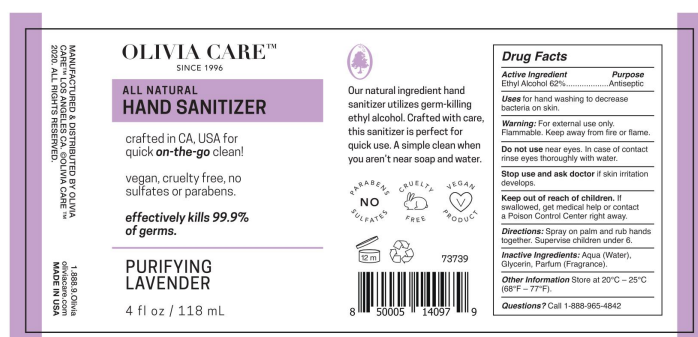 MANUFACTURED & DISTRIBUTED BY OLIVIA
CARE™ LOS ANGELES CA. ©OLIVIA CARE ™
2020. ALL RIGHTS RESERVED.
1.888.9.Olivia
oliviacare.com
MADE IN USA
OLIVIA CARE™
SINCE 1996
ALL NATURAL
HAND SANITIZER
crafted in CA, USA for
quick on-the-go clean!
vegan, cruelty free, no
sulfates or parabens.
effectively kills 99.9%
of germs.
PURIFYING
LAVENDER
4 fl oz / 118 mL
Our natural ingredient hand
sanitizer utilizes germ-killing
ethyl alcohol. Crafted with care,
this sanitizer is perfect for
quick use. A simple clean when
you aren't near soap and water.
PARABENS
NO
SULFATES
CRUELTY
FREE
VEGAN
V
PRODUCT
12 m
73739
8 50005 14097 9
Drug Facts
Active Ingredient Purpose
Ethyl Alcohol 62%...................Antiseptic
Uses for hand washing to decrease
bacteria on skin.
Warning: For external use only.
Flammable. Keep away from fire or flame.
Do not use near eyes. In case of contact
rinse eyes thoroughly with water.
Stop use and ask doctor if skin irritation
develops.
Keep out of reach of children. If
swallowed, get medical help or contact
a Poison Control Center right away.
Directions: Spray on palm and rub hands
together. Supervise children under 6.
Inactive Ingredients: Aqua (Water),
Glycerin, Parfum (Fragrance).
Other Information Store at 20°C – 25°C
(68°F – 77°F).
Questions? Call 1-888-965-4842